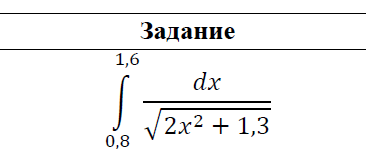 Задание
1,6
∫ dx / √(2x² + 1,3)
0,8